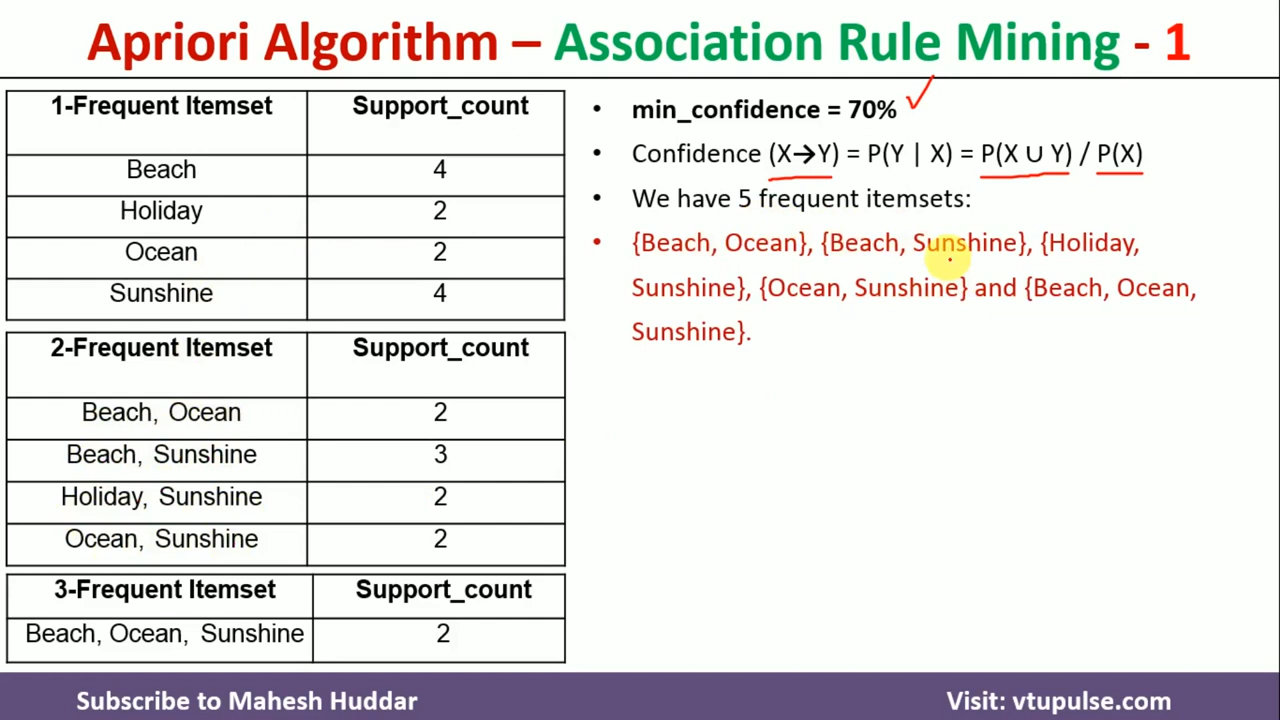 Apriori Algorithm – Association Rule Mining - 1
1-Frequent Itemset Support_count
Beach 4
Holiday 2
Ocean 2
Sunshine 4
2-Frequent Itemset Support_count
Beach, Ocean 2
Beach, Sunshine 3
Holiday, Sunshine 2
Ocean, Sunshine 2
3-Frequent Itemset Support_count
Beach, Ocean, Sunshine 2
• min_confidence = 70% ✓
• Confidence (X→Y) = P(Y | X) = P(X ∪ Y) / P(X)
• We have 5 frequent itemsets:
• {Beach, Ocean}, {Beach, Sunshine}, {Holiday,
Sunshine}, {Ocean, Sunshine} and {Beach, Ocean,
Sunshine}.
Subscribe to Mahesh Huddar
Visit: vtupulse.com